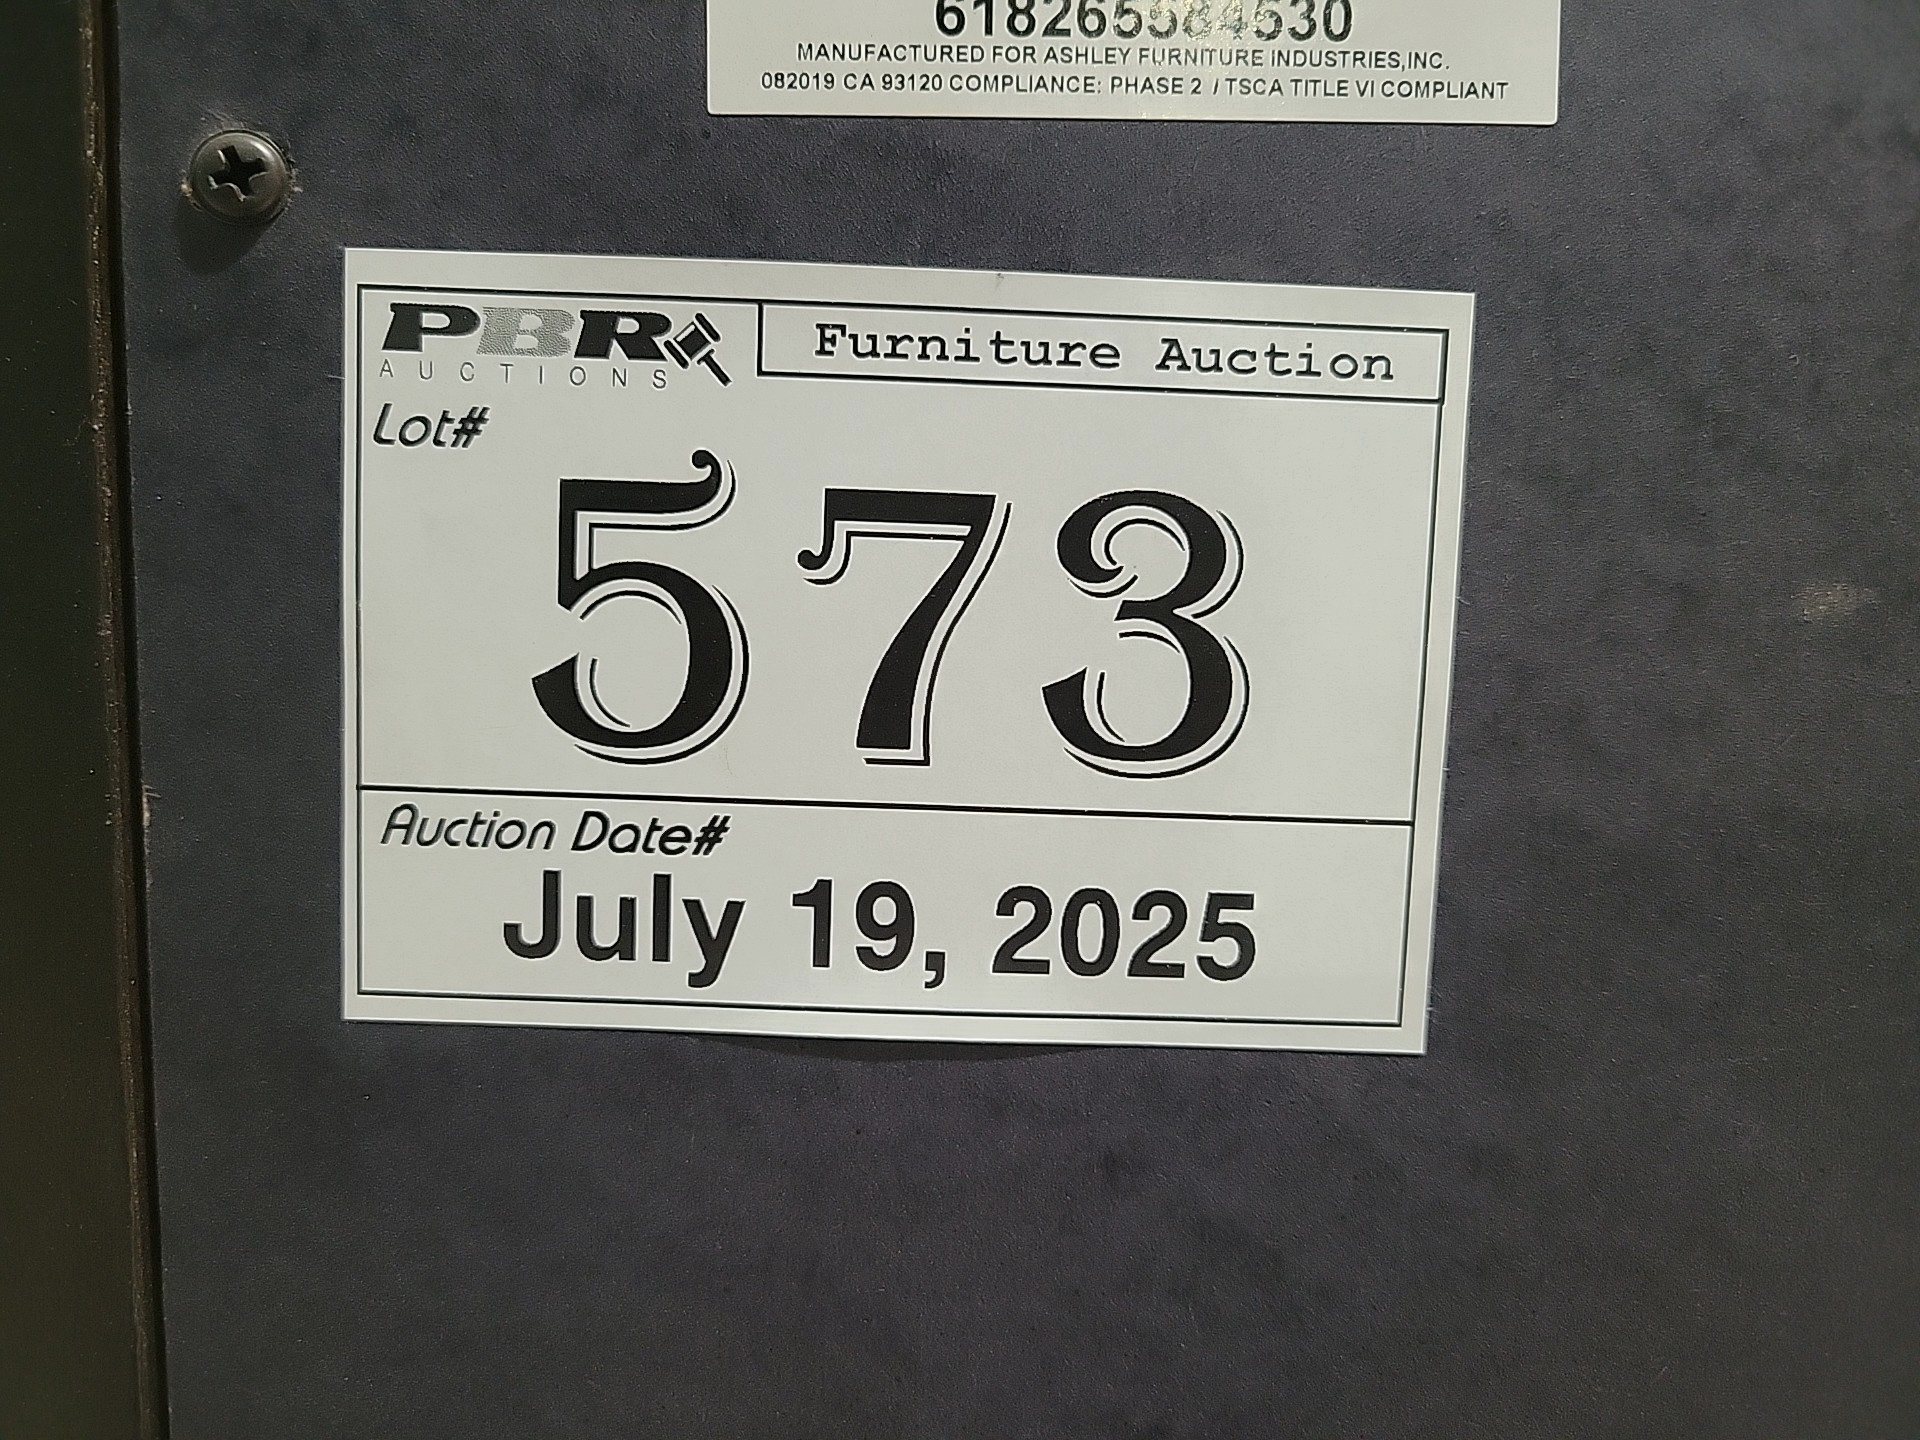 618265584530
MANUFACTURED FOR ASHLEY FURNITURE INDUSTRIES,INC.
082019 CA 93120 COMPLIANCE: PHASE 2 / TSCA TITLE VI COMPLIANT
PBR
AUCTIONS
Furniture Auction
Lot#
573
Auction Date#
July 19, 2025